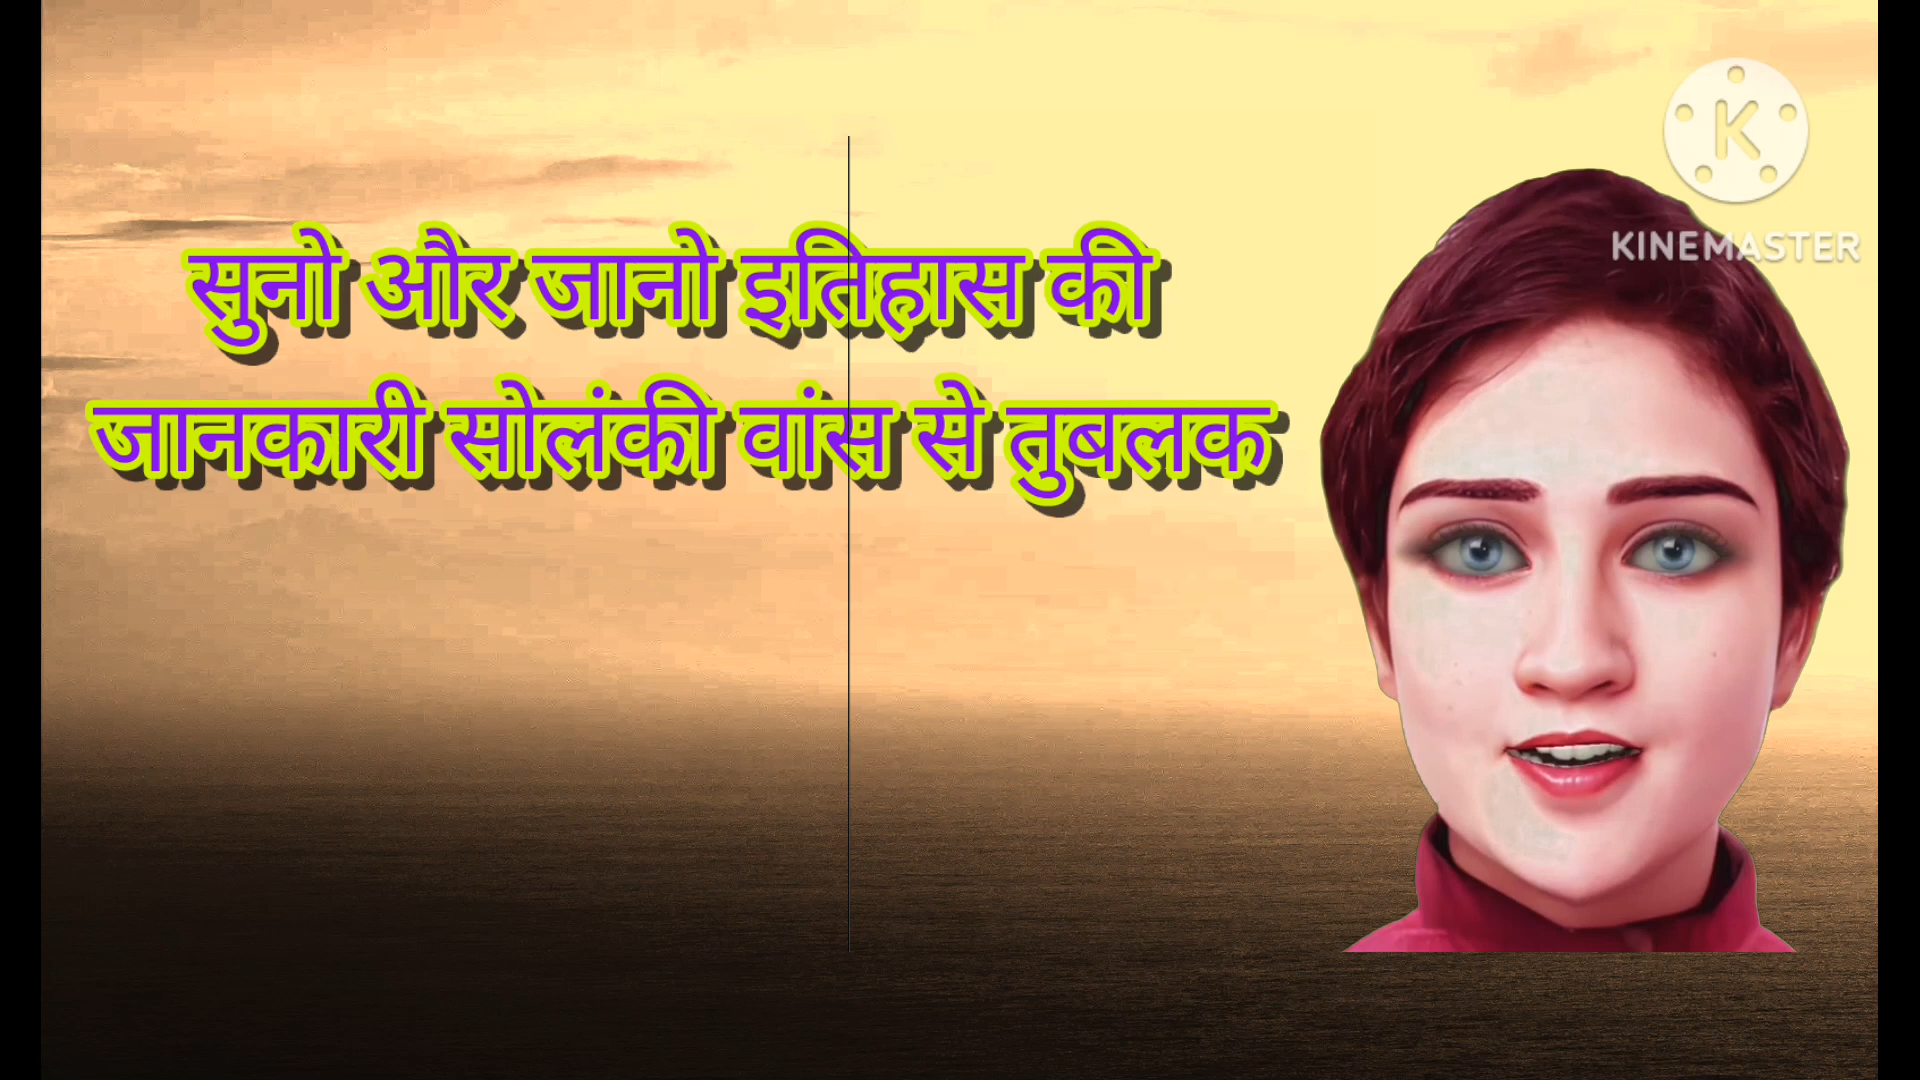 K
KINEMASTER
सुनो और जानो इतिहास की
जानकारी सोलंकी वांस से तुबलक